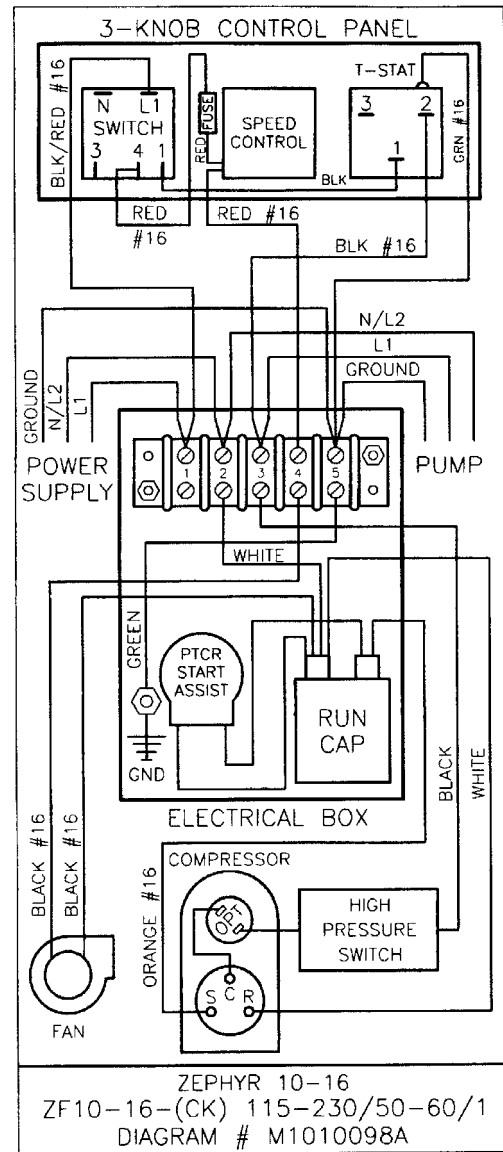 3-KNOB CONTROL PANEL
T-STAT
BLK/RED #16
N L1
SWITCH
3 4 1
RED
FUSE
SPEED
CONTROL
3 2
1
GRN #16
BLK
RED
#16
RED #16
BLK #16
N/L2
L1
GROUND
GROUND
N/L2
L1
POWER
SUPPLY
1 2 3 4 5
PUMP
WHITE
GREEN
PTCR
START
ASSIST
RUN
CAP
GND
BLACK
WHITE
ELECTRICAL BOX
BLACK #16
BLACK #16
ORANGE #16
COMPRESSOR
OPT
HIGH
PRESSURE
SWITCH
S C R
FAN
ZEPHYR 10-16
ZF10-16-(CK) 115-230/50-60/1
DIAGRAM # M1010098A